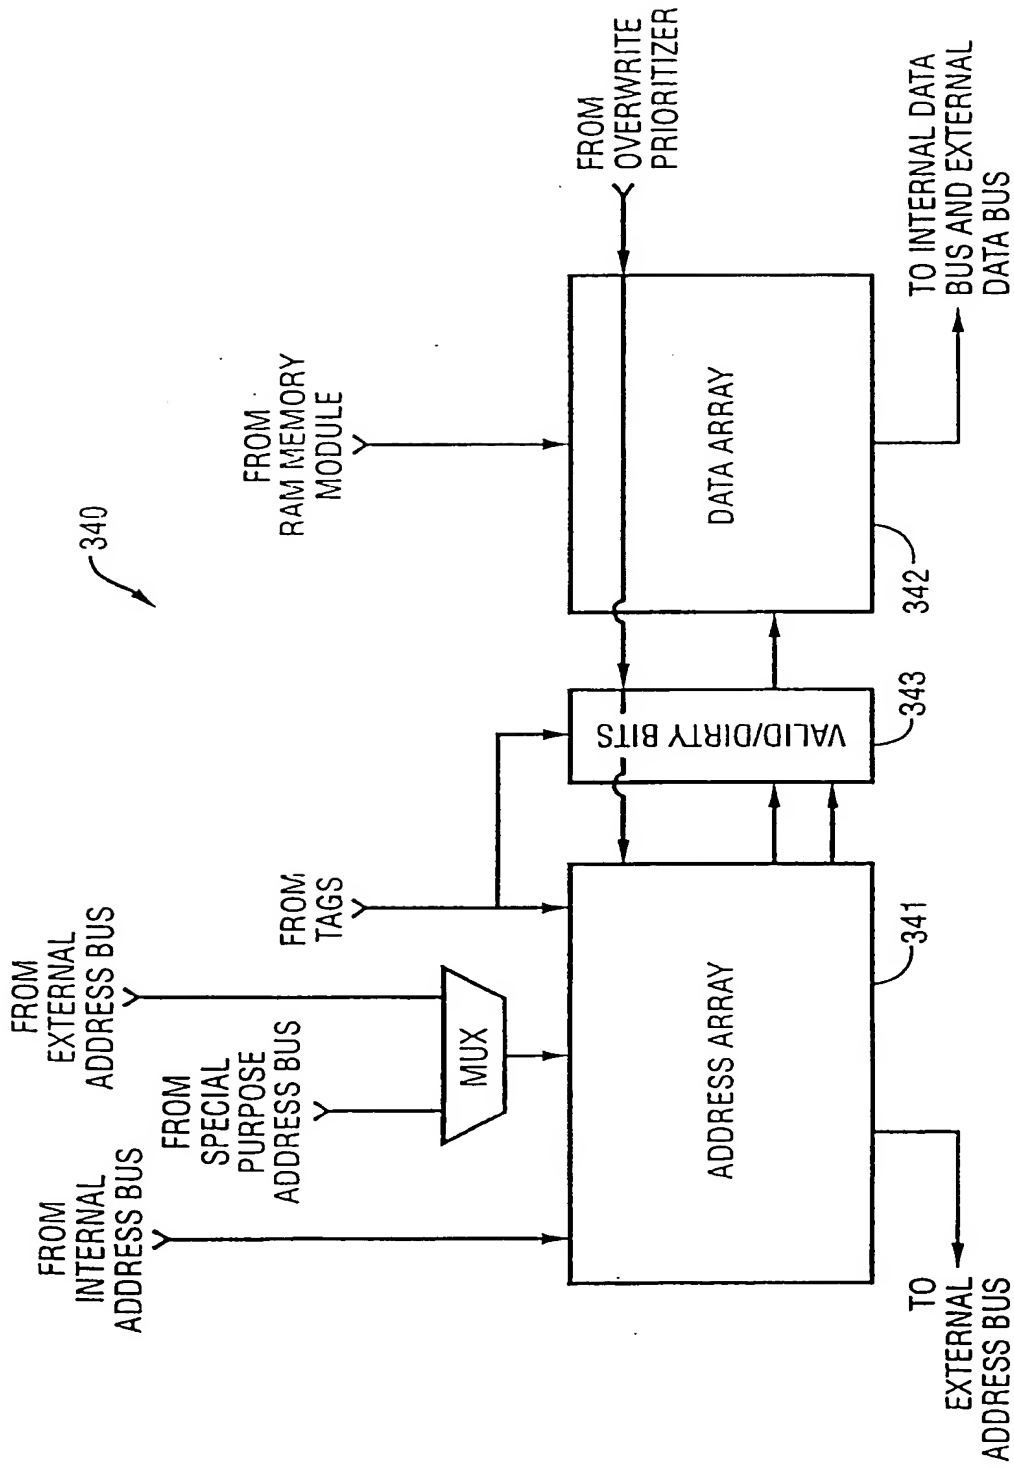 340
FROM
INTERNAL
ADDRESS BUS
FROM
SPECIAL
PURPOSE
ADDRESS BUS
FROM
EXTERNAL
ADDRESS BUS
MUX
FROM
TAGS
FROM
RAM MEMORY
MODULE
FROM
OVERWRITE
PRIORITIZER
ADDRESS ARRAY
VALID/DIRTY BITS
DATA ARRAY
341
343
342
TO
EXTERNAL
ADDRESS BUS
TO INTERNAL DATA
BUS AND EXTERNAL
DATA BUS